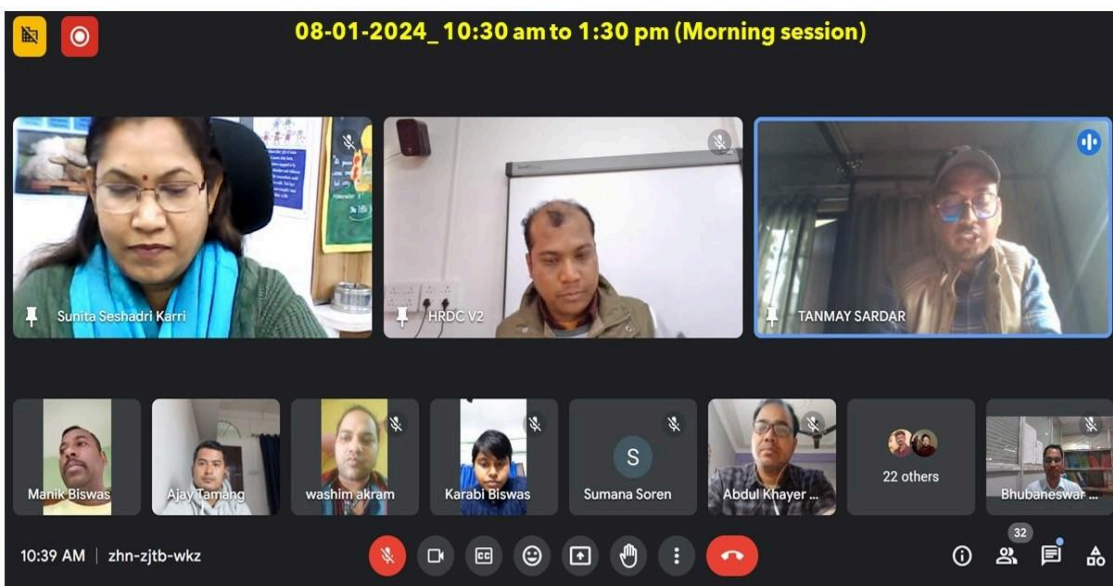 08-01-2024_ 10:30 am to 1:30 pm (Morning session)
Sunita Seshadri Karri
HRDC V2
TANMAY SARDAR
Manik Biswas
Ajay Tamang
washim akram
Karabi Biswas
S
Sumana Soren
Abdul Khayer ...
22 others
Bhubaneswar ...
10:39 AM | zhn-zjtb-wkz
CC
32